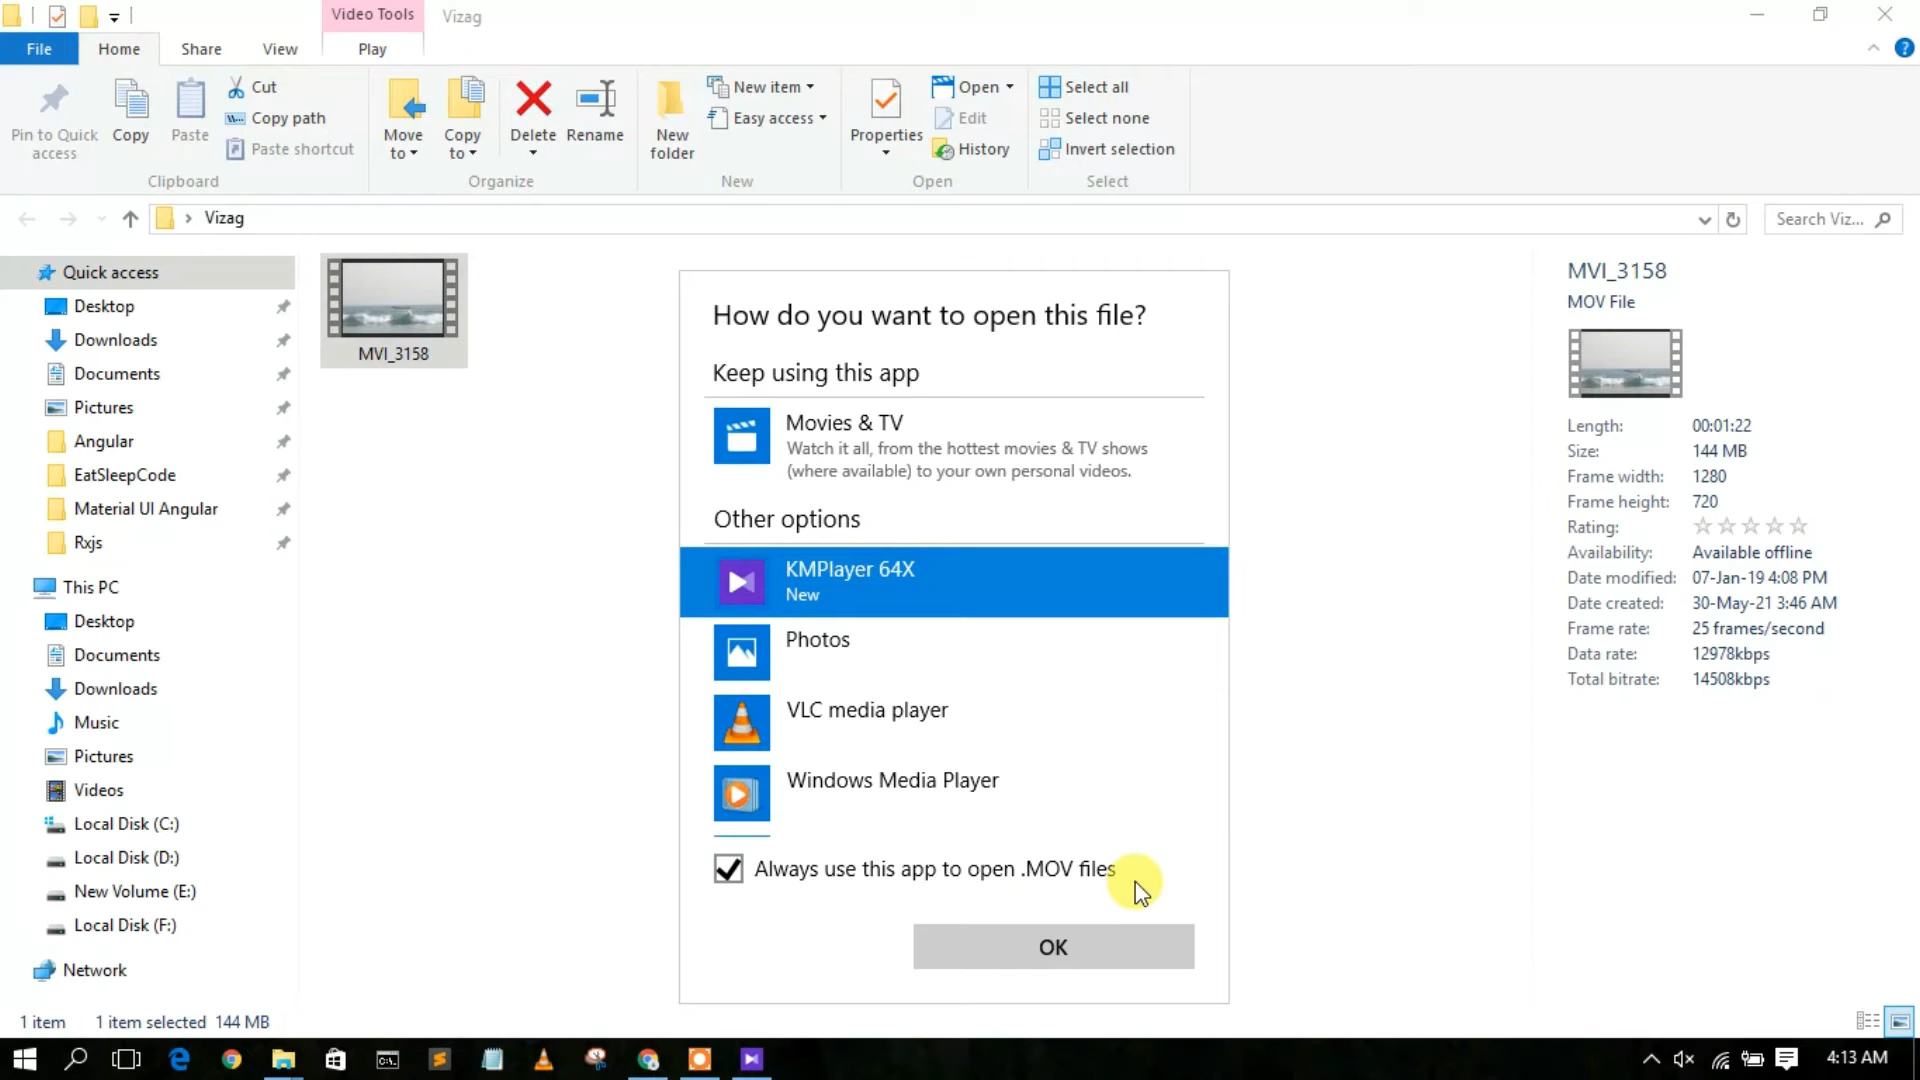 Video Tools
Vizag
File
Home
Share
View
Play
Pin to Quick
access
Copy
Paste
Cut
Copy path
Paste shortcut
Move
to
Copy
to
Delete
Rename
New
folder
New item
Easy access
Properties
Open
Edit
History
Select all
Select none
Invert selection
Clipboard
Organize
New
Open
Select
Vizag
Search Viz...
Quick access
Desktop
Downloads
Documents
Pictures
Angular
EatSleepCode
Material UI Angular
Rxjs
This PC
Desktop
Documents
Downloads
Music
Pictures
Videos
Local Disk (C:)
Local Disk (D:)
New Volume (E:)
Local Disk (F:)
Network
MVI_3158
How do you want to open this file?
Keep using this app
Movies & TV
Watch it all, from the hottest movies & TV shows
(where available) to your own personal videos.
Other options
KMPlayer 64X
New
Photos
VLC media player
Windows Media Player
Always use this app to open .MOV files
OK
MVI_3158
MOV File
Length: 00:01:22
Size: 144 MB
Frame width: 1280
Frame height: 720
Rating:
Availability: Available offline
Date modified: 07-Jan-19 4:08 PM
Date created: 30-May-21 3:46 AM
Frame rate: 25 frames/second
Data rate: 12978kbps
Total bitrate: 14508kbps
1 item 1 item selected 144 MB
4:13 AM